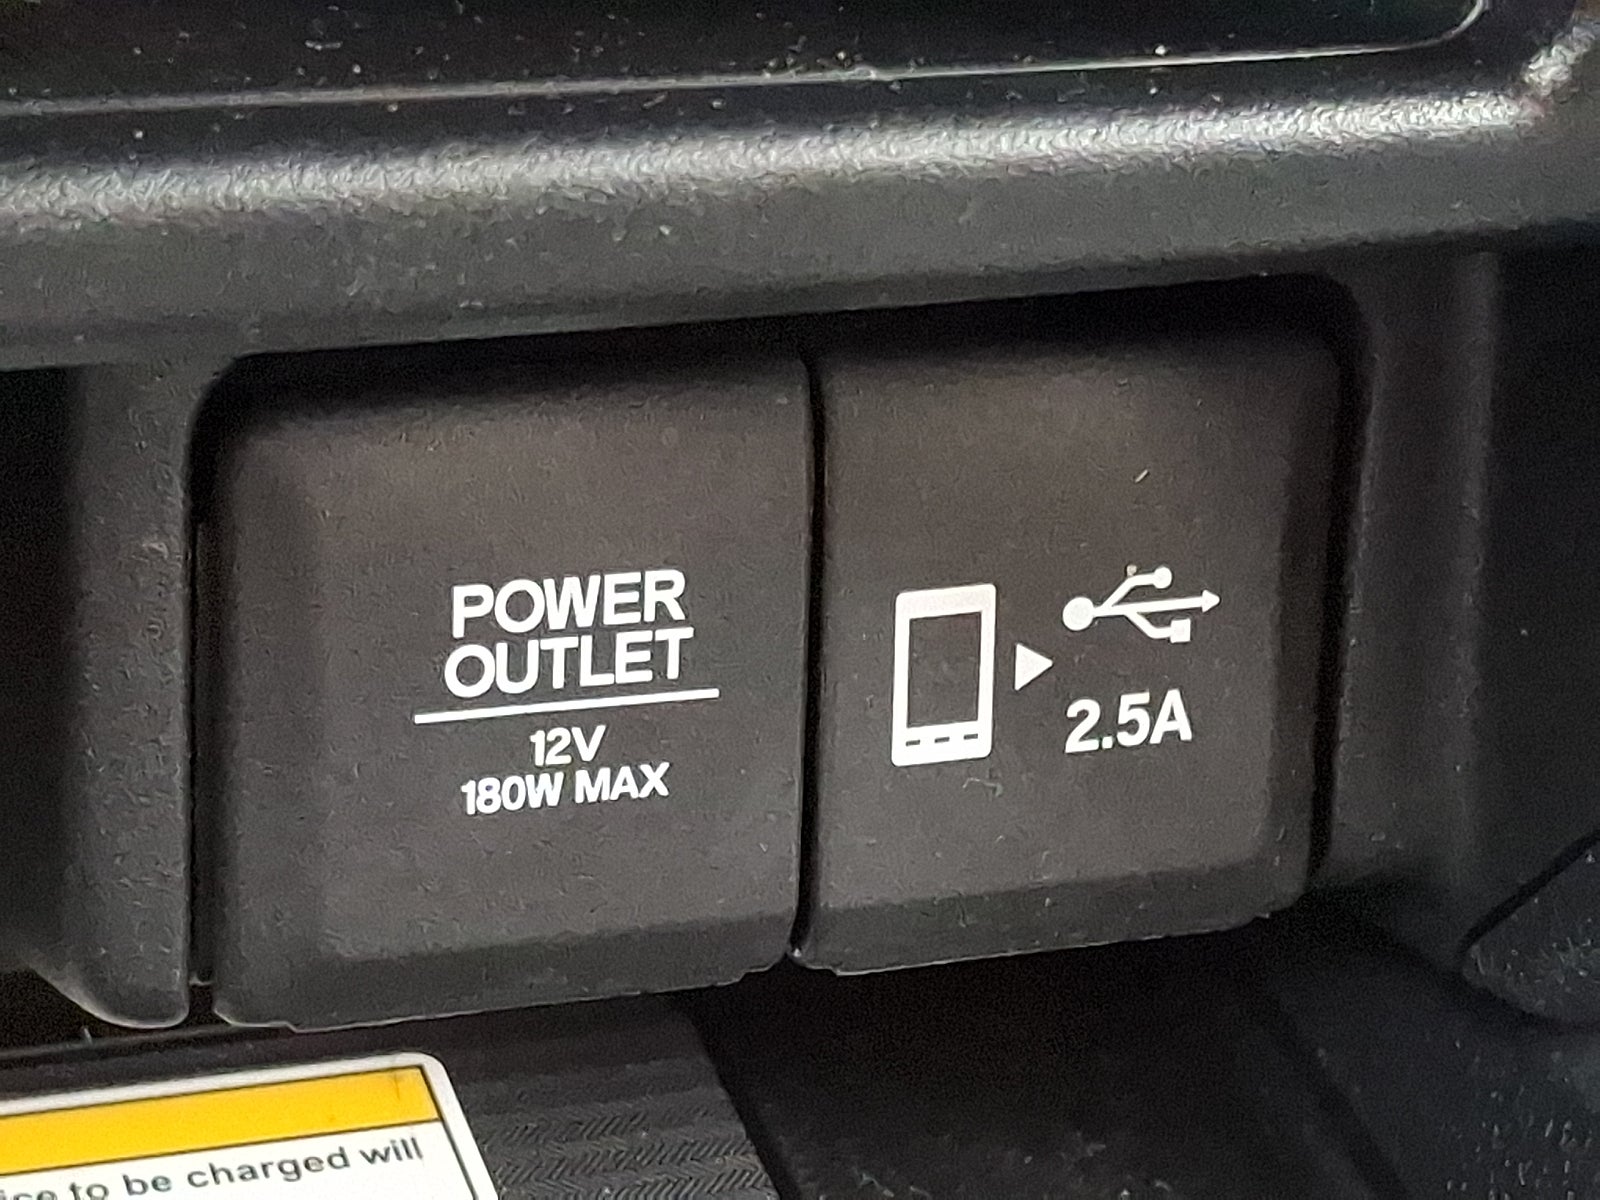 POWER
OUTLET
12V
180W MAX
2.5A
to be charged will